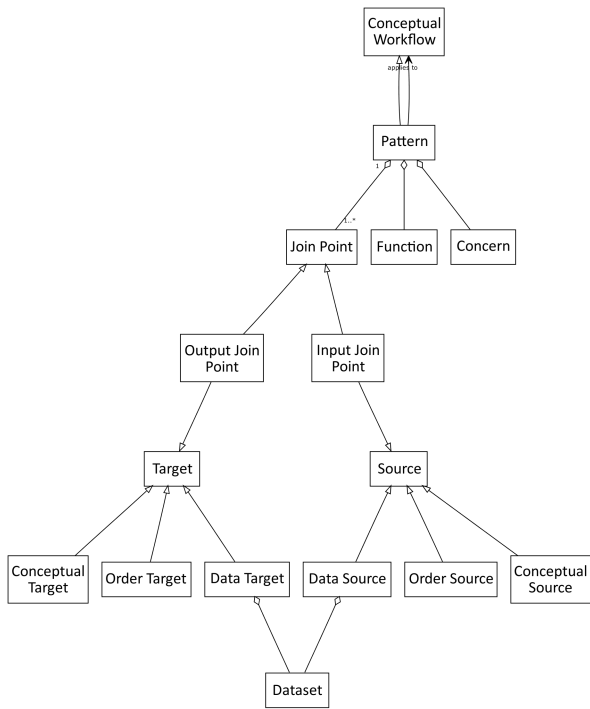 Conceptual
Workflow
applies to
Pattern
1
1..*
Join Point
Function
Concern
Output Join
Point
Input Join
Point
Target
Source
Conceptual
Target
Order Target
Data Target
Data Source
Order Source
Conceptual
Source
Dataset